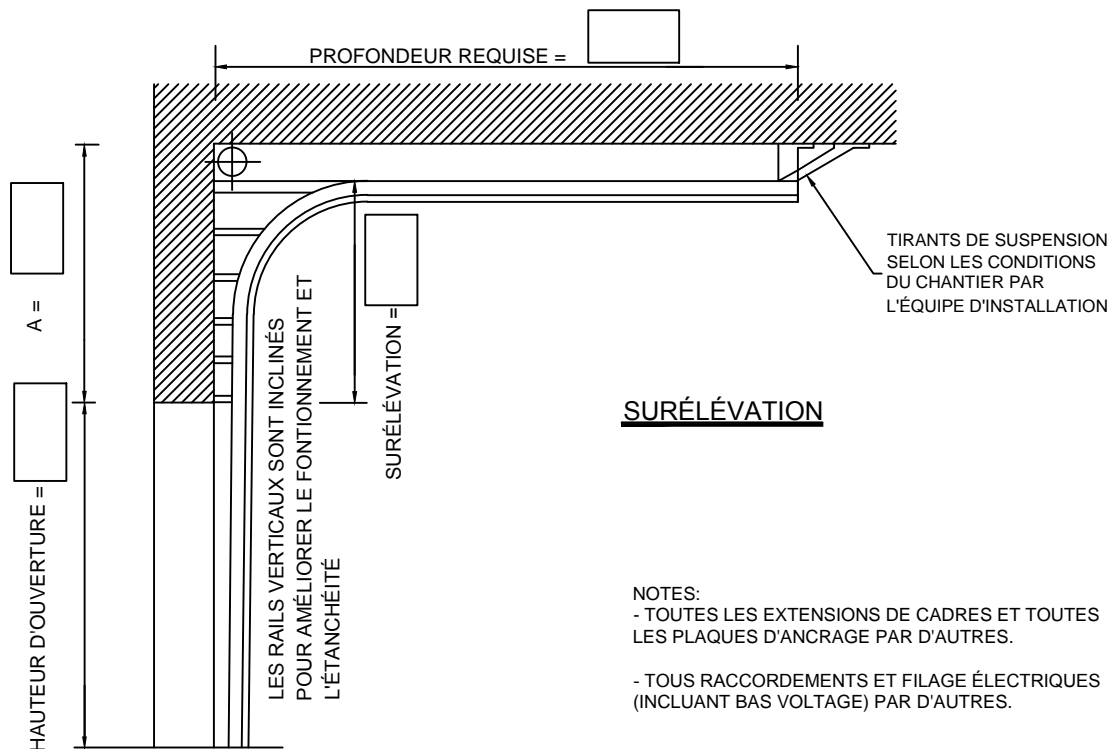 PROFONDEUR REQUISE =
A =
HAUTEUR D'OUVERTURE =
LES RAILS VERTICAUX SONT INCLINÉS
POUR AMÉLIORER LE FONTIONNEMENT ET
L'ÉTANCHÉITÉ
SURÉLÉVATION =
TIRANTS DE SUSPENSION
SELON LES CONDITIONS
DU CHANTIER PAR
L'ÉQUIPE D'INSTALLATION
SURÉLÉVATION
NOTES:
- TOUTES LES EXTENSIONS DE CADRES ET TOUTES
LES PLAQUES D'ANCRAGE PAR D'AUTRES.
- TOUS RACCORDEMENTS ET FILAGE ÉLECTRIQUES
(INCLUANT BAS VOLTAGE) PAR D'AUTRES.